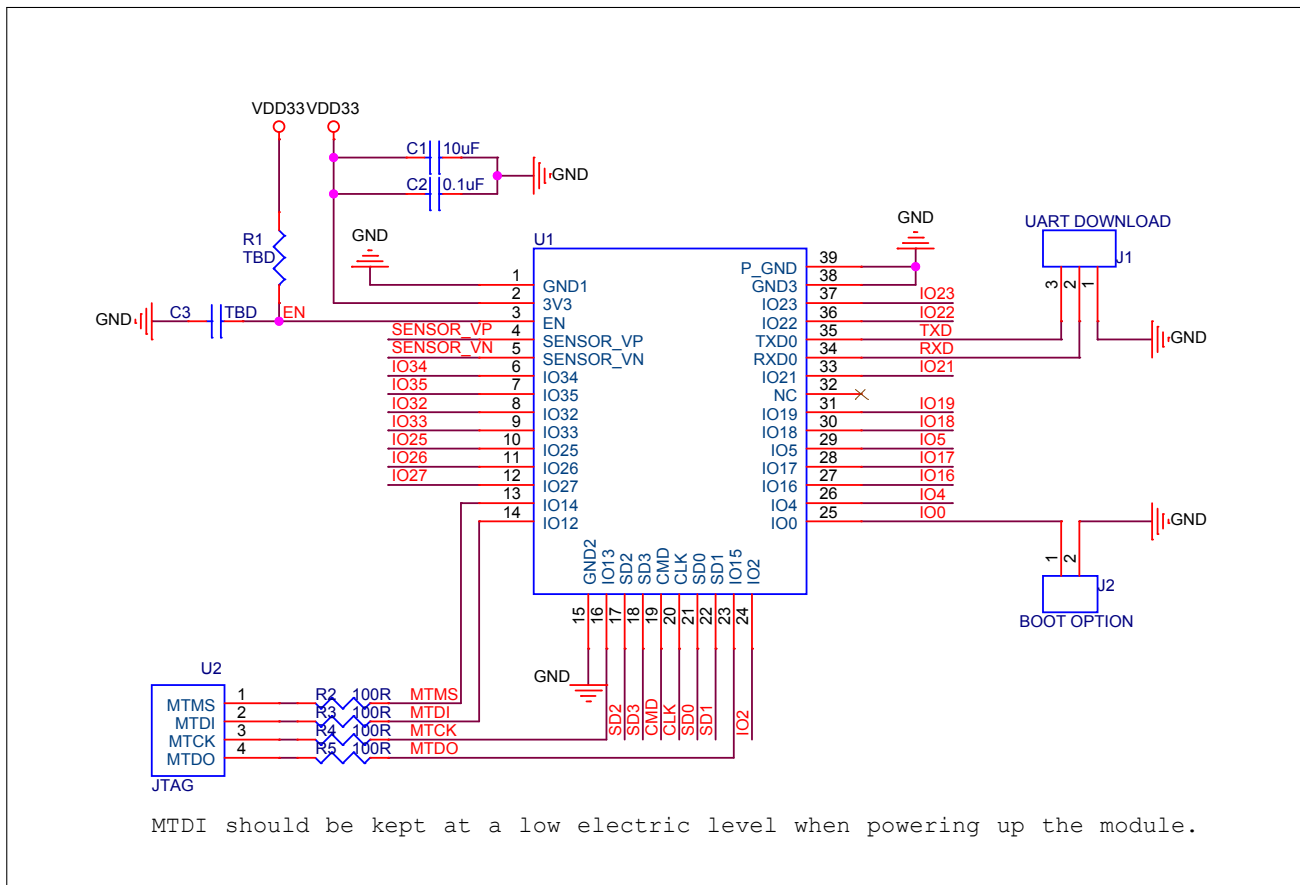 VDD33 VDD33
C1 10uF
C2 0.1uF
GND
R1
TBD
GND
C3 TBD
GND
EN
U1
1 GND1
2 3V3
3 EN
SENSOR_VP 4 SENSOR_VP
SENSOR_VN 5 SENSOR_VN
IO34 6 IO34
IO35 7 IO35
IO32 8 IO32
IO33 9 IO33
IO25 10 IO25
IO26 11 IO26
IO27 12 IO27
13 IO14
14 IO12
GND
P_GND 39
GND3 38
IO23 37 IO23
IO22 36 IO22
TXD0 35 TXD
RXD0 34 RXD
IO21 33 IO21
NC 32
IO19 31 IO19
IO18 30 IO18
IO5 29 IO5
IO17 28 IO17
IO16 27 IO16
IO4 26 IO4
IO0 25 IO0
UART DOWNLOAD
J1
3 2 1
GND
GND
1 2
J2
BOOT OPTION
GND2 IO13 SD2 SD3 CMD CLK SD0 SD1 IO15 IO2
15 16 17 18 19 20 21 22 23 24
GND
SD2 SD3 CMD CLK SD0 SD1 IO2
U2
MTMS 1 R2 100R MTMS
MTDI 2 R3 100R MTDI
MTCK 3 R4 100R MTCK
MTDO 4 R5 100R MTDO
JTAG
MTDI should be kept at a low electric level when powering up the module.